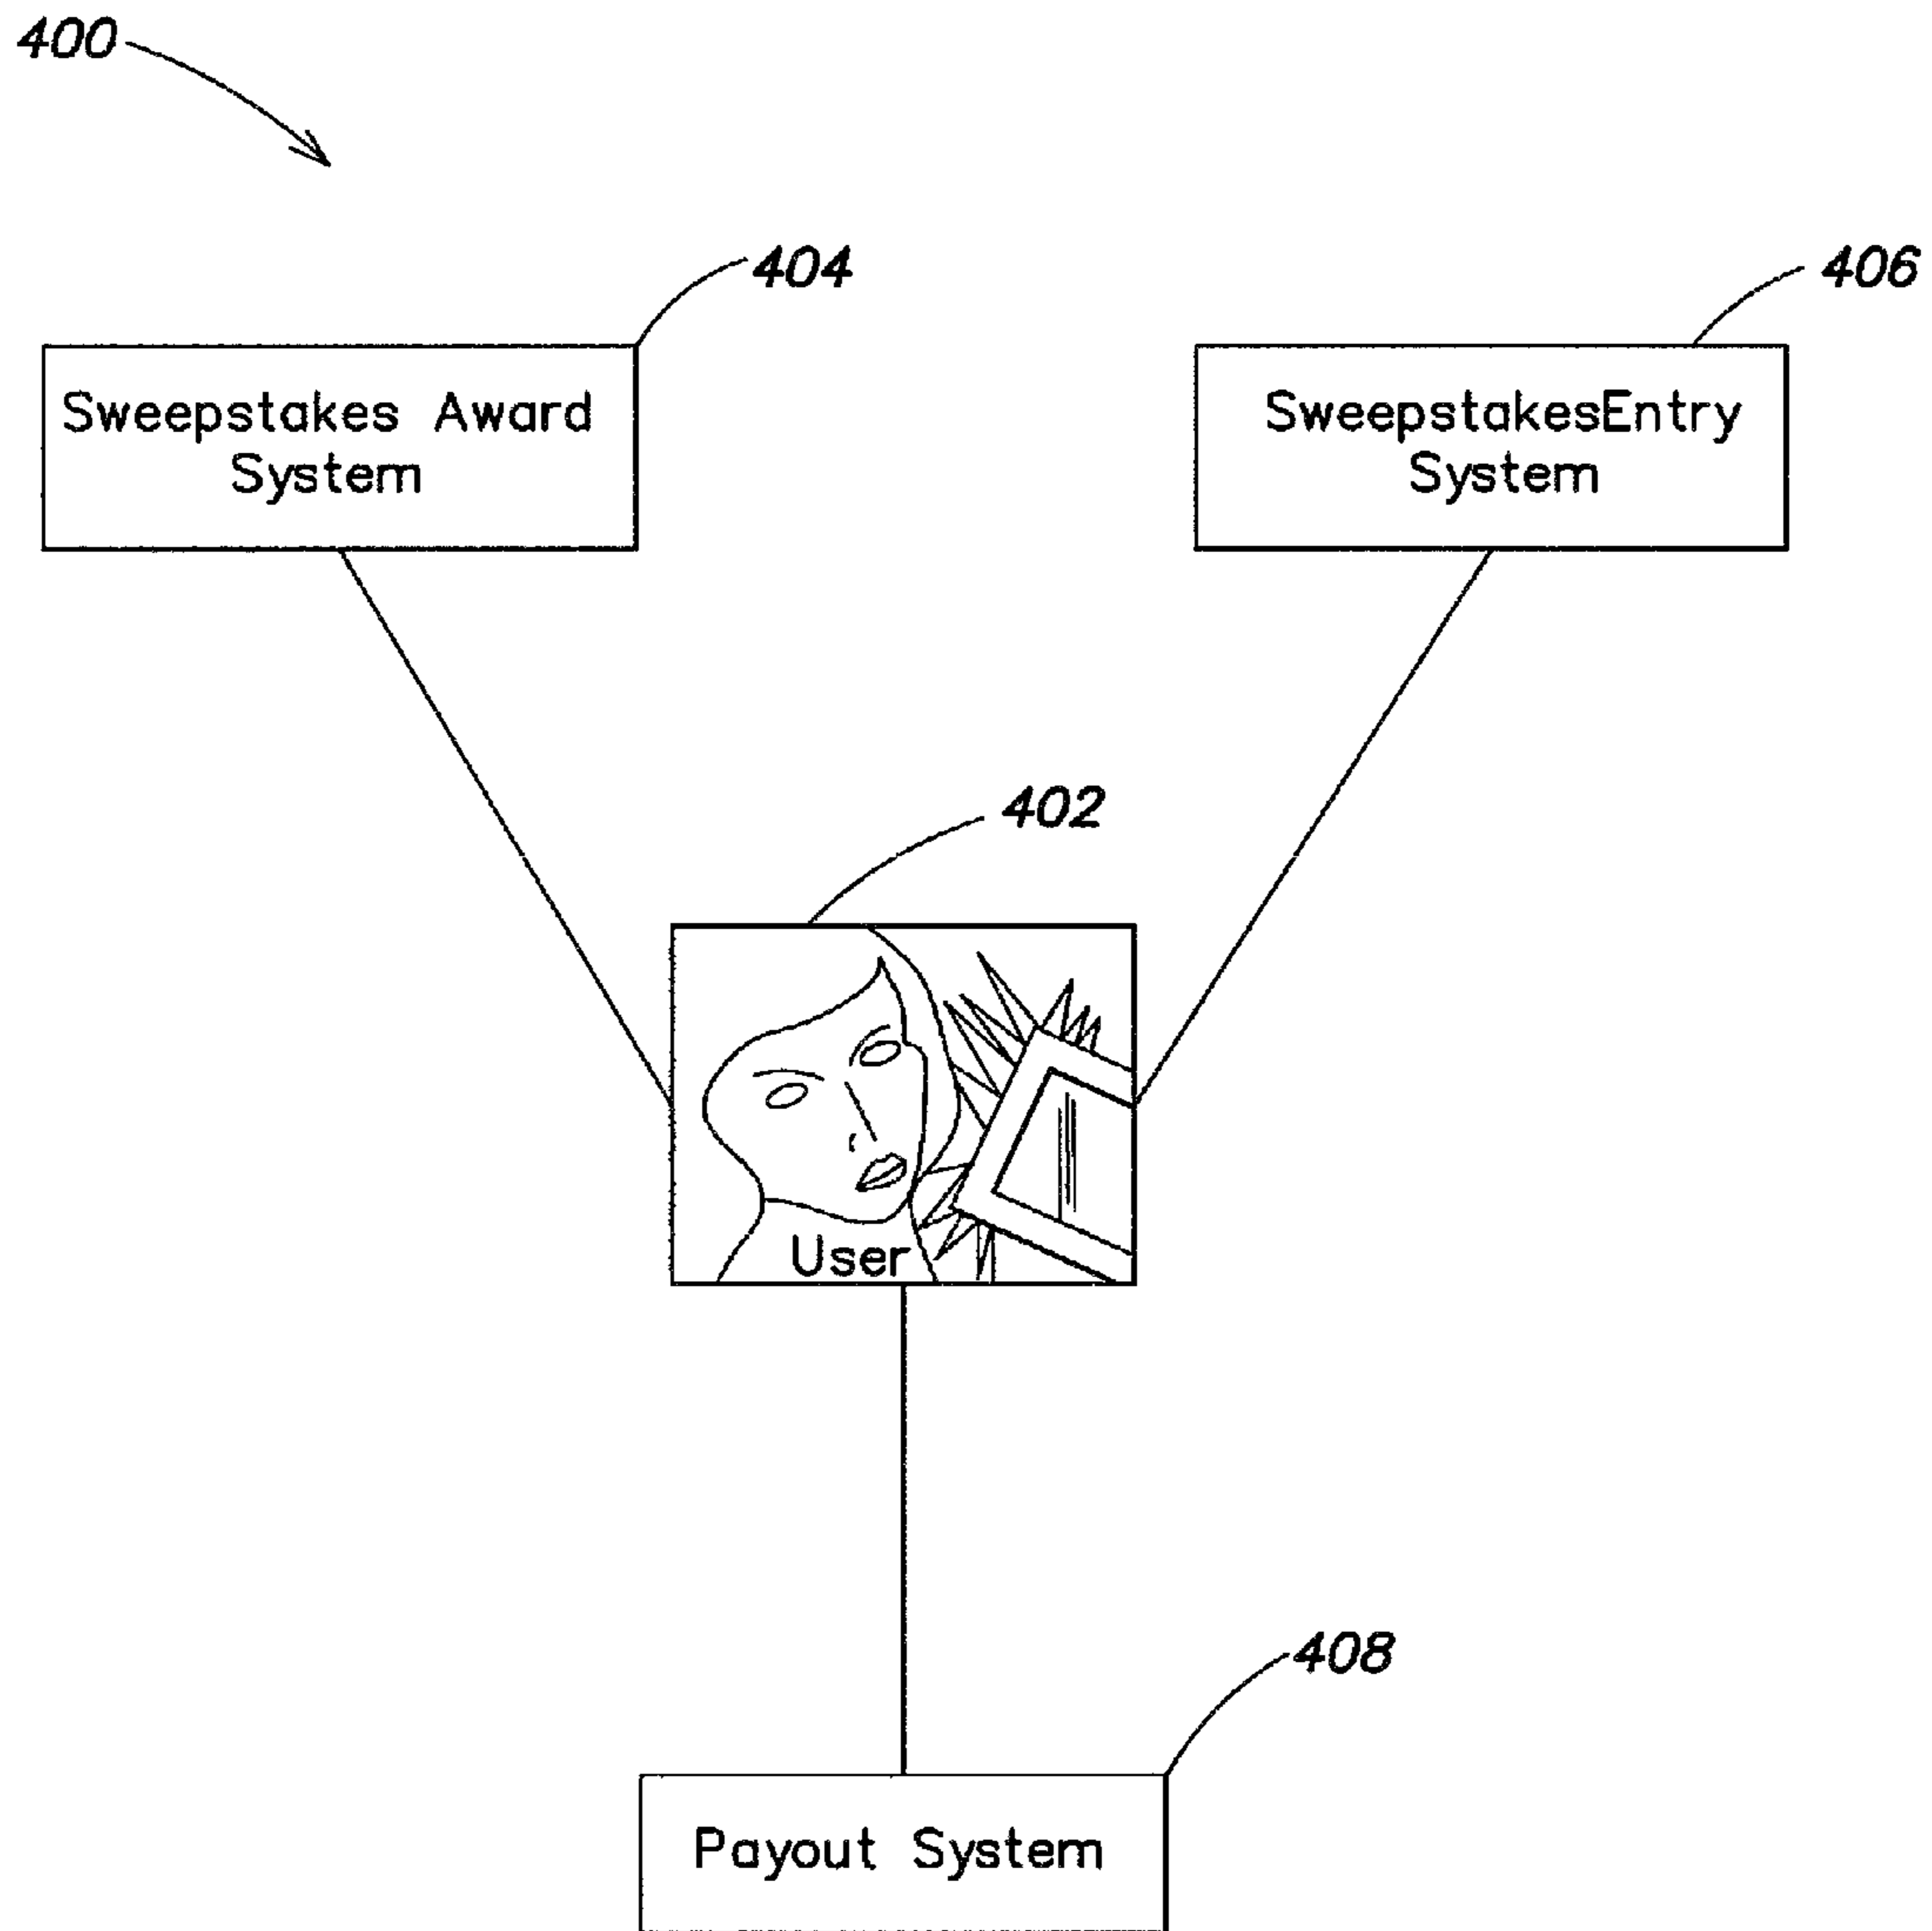 400
404
406
Sweepstakes Award
System
SweepstakesEntry
System
402
User
408
Payout System